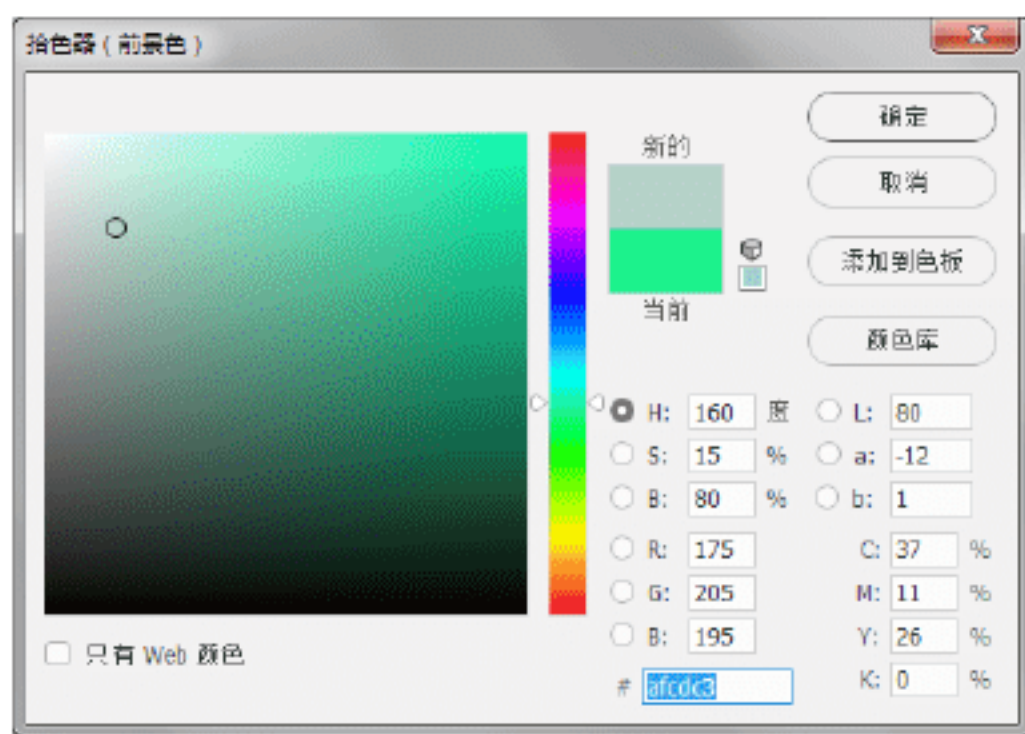 拾色器（前景色）
新的
当前
确定
取消
添加到色板
颜色库
H: 160 度
S: 15 %
B: 80 %
R: 175
G: 205
B: 195
# afcdc3
L: 80
a: -12
b: 1
C: 37 %
M: 11 %
Y: 26 %
K: 0 %
只有 Web 颜色